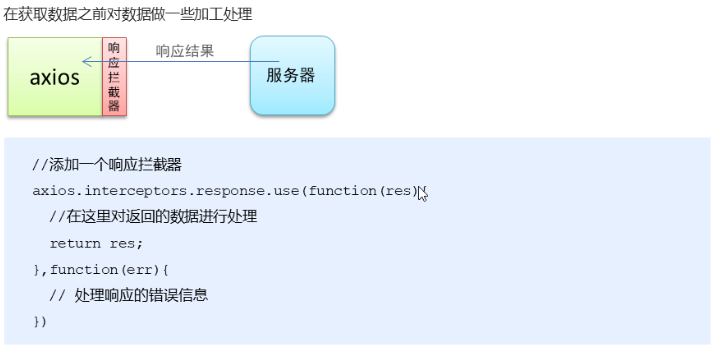 在获取数据之前对数据做一些加工处理
axios
响应拦截器
响应结果
服务器
//添加一个响应拦截器
axios.interceptors.response.use(function(res){
//在这里对返回的数据进行处理
return res;
},function(err){
// 处理响应的错误信息
})